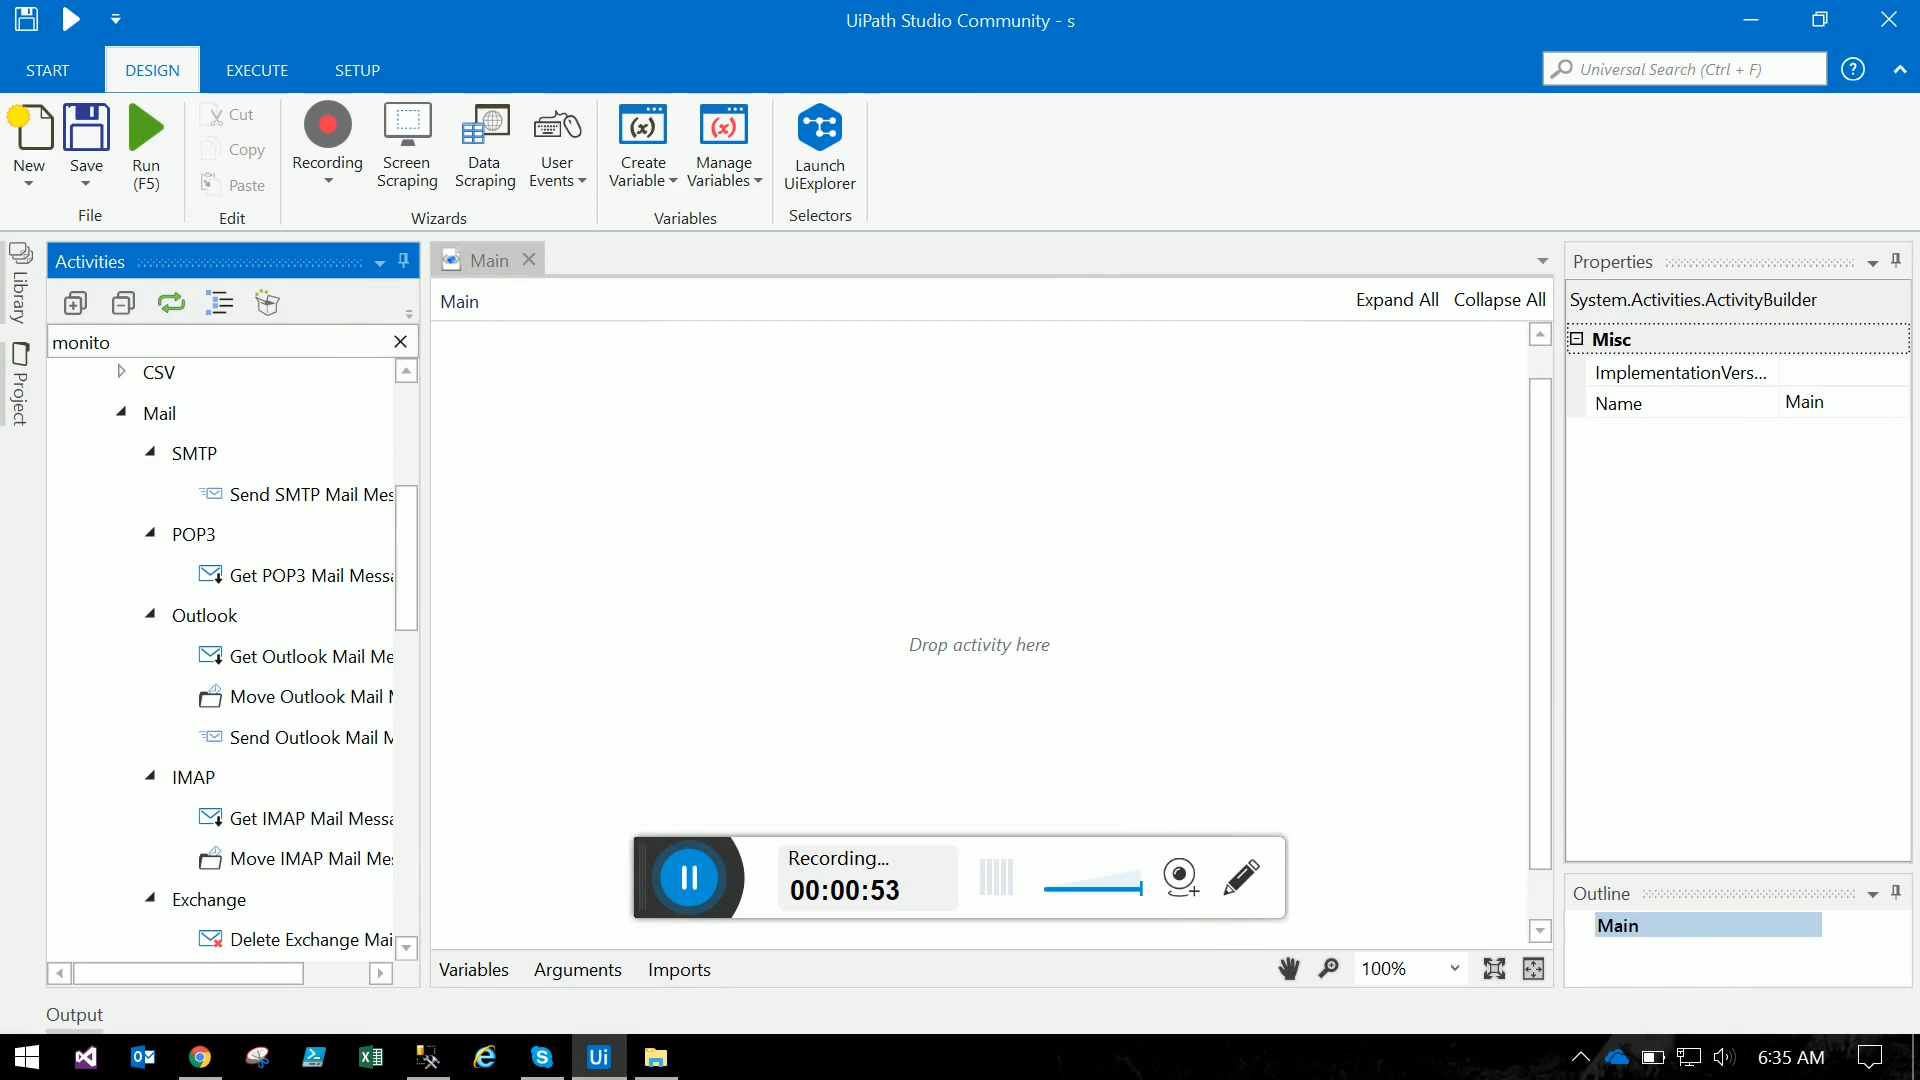 UiPath Studio Community - s
START
DESIGN
EXECUTE
SETUP
Universal Search (Ctrl + F)
New
Save
Run
(F5)
File
Cut
Copy
Paste
Edit
Recording
Screen
Scraping
Data
Scraping
User
Events
Wizards
Create
Variable
Manage
Variables
Variables
Launch
UiExplorer
Selectors
Library
Project
Activities
monito
CSV
Mail
SMTP
Send SMTP Mail Mes
POP3
Get POP3 Mail Messa
Outlook
Get Outlook Mail Me
Move Outlook Mail M
Send Outlook Mail M
IMAP
Get IMAP Mail Messa
Move IMAP Mail Mes
Exchange
Delete Exchange Mai
Main
Main
Expand All
Collapse All
Drop activity here
Recording...
00:00:53
Variables
Arguments
Imports
100%
Properties
System.Activities.ActivityBuilder
Misc
ImplementationVers...
Name
Main
Outline
Main
Output
Ui
6:35 AM